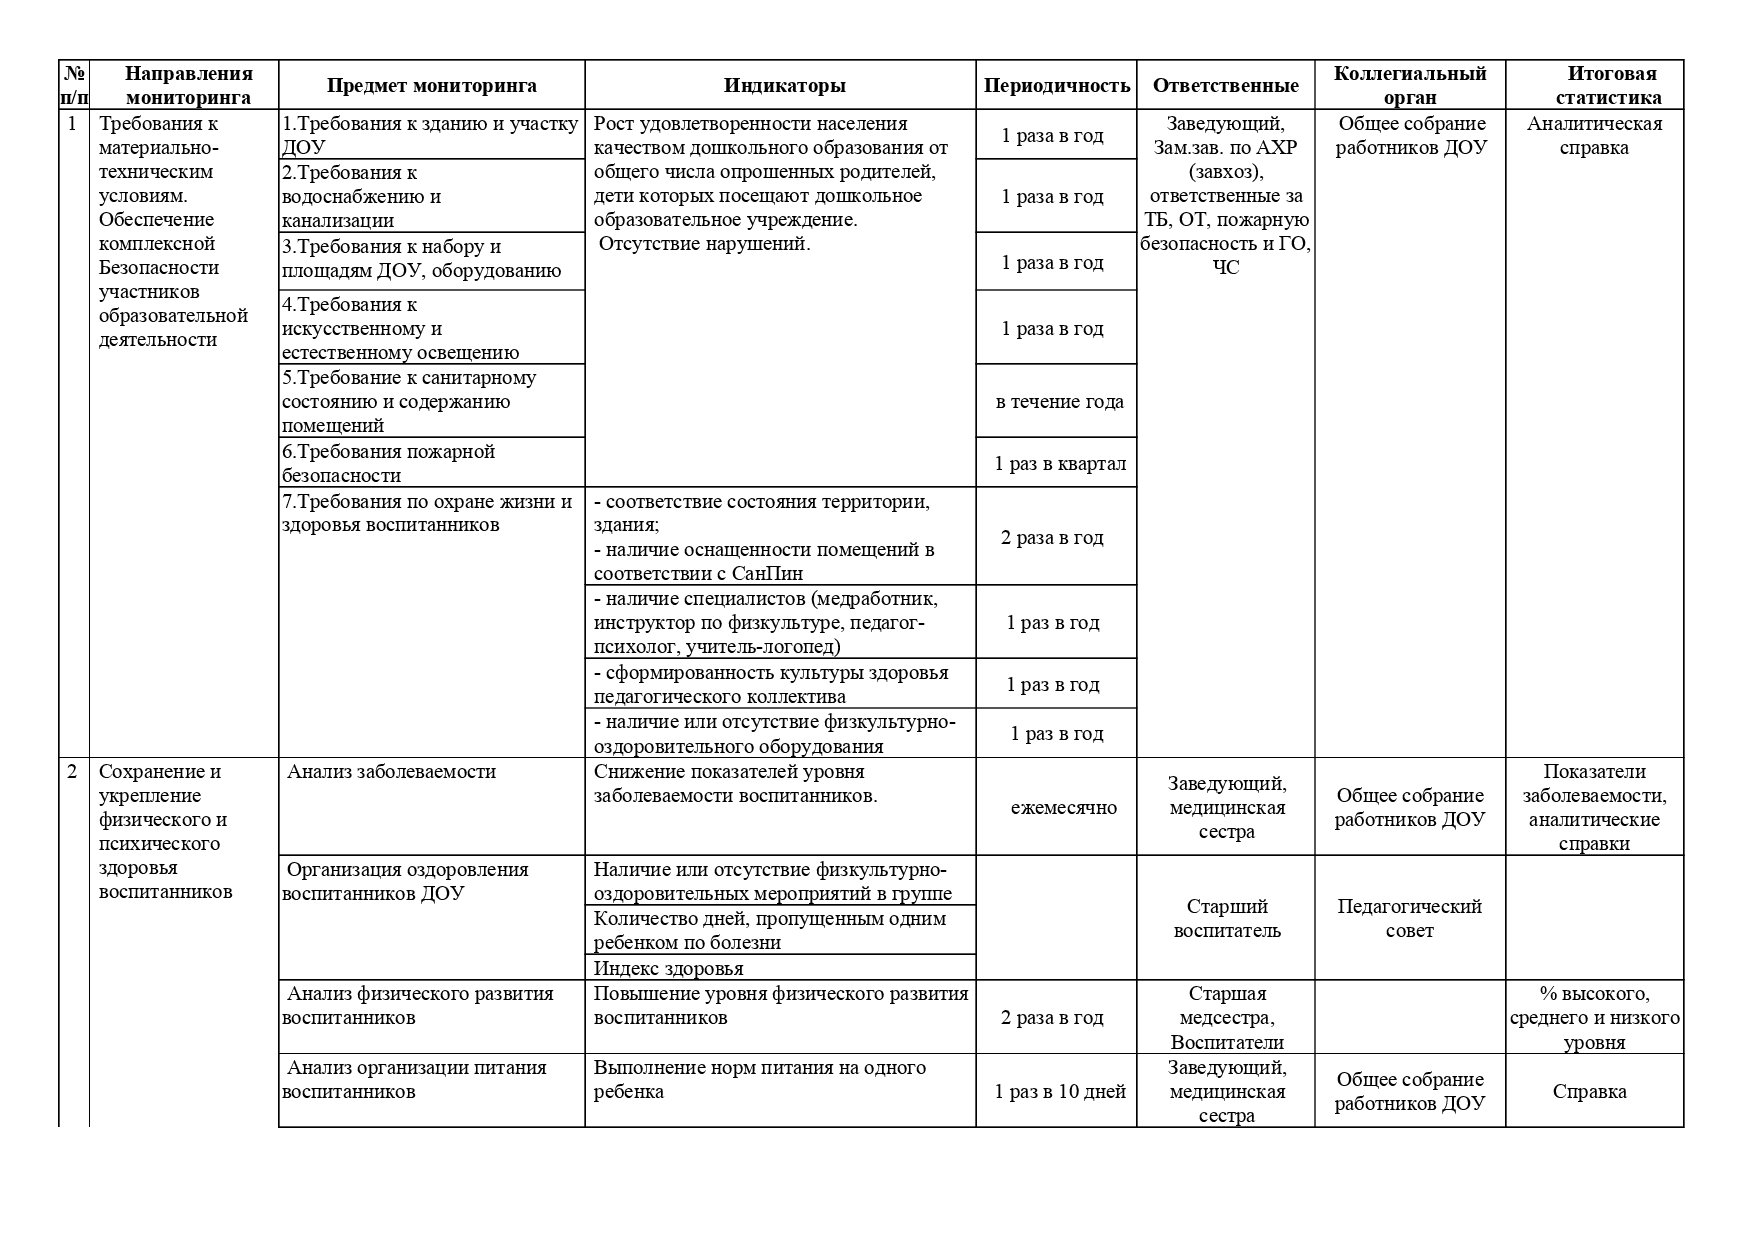 №
п/п
Направления
мониторинга
Предмет мониторинга
Индикаторы
Периодичность
Ответственные
Коллегиальный
орган
Итоговая
статистика
1
Требования к
материально-
техническим
условиям.
Обеспечение
комплексной
Безопасности
участников
образовательной
деятельности
1.Требования к зданию и участку
ДОУ
Рост удовлетворенности населения
качеством дошкольного образования от
общего числа опрошенных родителей,
дети которых посещают дошкольное
образовательное учреждение.
Отсутствие нарушений.
1 раза в год
Заведующий,
Зам.зав. по АХР
(завхоз),
ответственные за
ТБ, ОТ, пожарную
безопасность и ГО,
ЧС
Общее собрание
работников ДОУ
Аналитическая
справка
2.Требования к
водоснабжению и
канализации
1 раза в год
3.Требования к набору и
площадям ДОУ, оборудованию
1 раза в год
4.Требования к
искусственному и
естественному освещению
1 раза в год
5.Требование к санитарному
состоянию и содержанию
помещений
в течение года
6.Требования пожарной
безопасности
1 раз в квартал
7.Требования по охране жизни и
здоровья воспитанников
- соответствие состояния территории,
здания;
- наличие оснащенности помещений в
соответствии с СанПин
2 раза в год
- наличие специалистов (медработник,
инструктор по физкультуре, педагог-
психолог, учитель-логопед)
1 раз в год
- сформированность культуры здоровья
педагогического коллектива
1 раз в год
- наличие или отсутствие физкультурно-
оздоровительного оборудования
1 раз в год
2
Сохранение и
укрепление
физического и
психического
здоровья
воспитанников
Анализ заболеваемости
Снижение показателей уровня
заболеваемости воспитанников.
ежемесячно
Заведующий,
медицинская
сестра
Общее собрание
работников ДОУ
Показатели
заболеваемости,
аналитические
справки
Организация оздоровления
воспитанников ДОУ
Наличие или отсутствие физкультурно-
оздоровительных мероприятий в группе
Количество дней, пропущенным одним
ребенком по болезни
Индекс здоровья
Старший
воспитатель
Педагогический
совет
Анализ физического развития
воспитанников
Повышение уровня физического развития
воспитанников
2 раза в год
Старшая
медсестра,
Воспитатели
% высокого,
среднего и низкого
уровня
Анализ организации питания
воспитанников
Выполнение норм питания на одного
ребенка
1 раз в 10 дней
Заведующий,
медицинская
сестра
Общее собрание
работников ДОУ
Справка